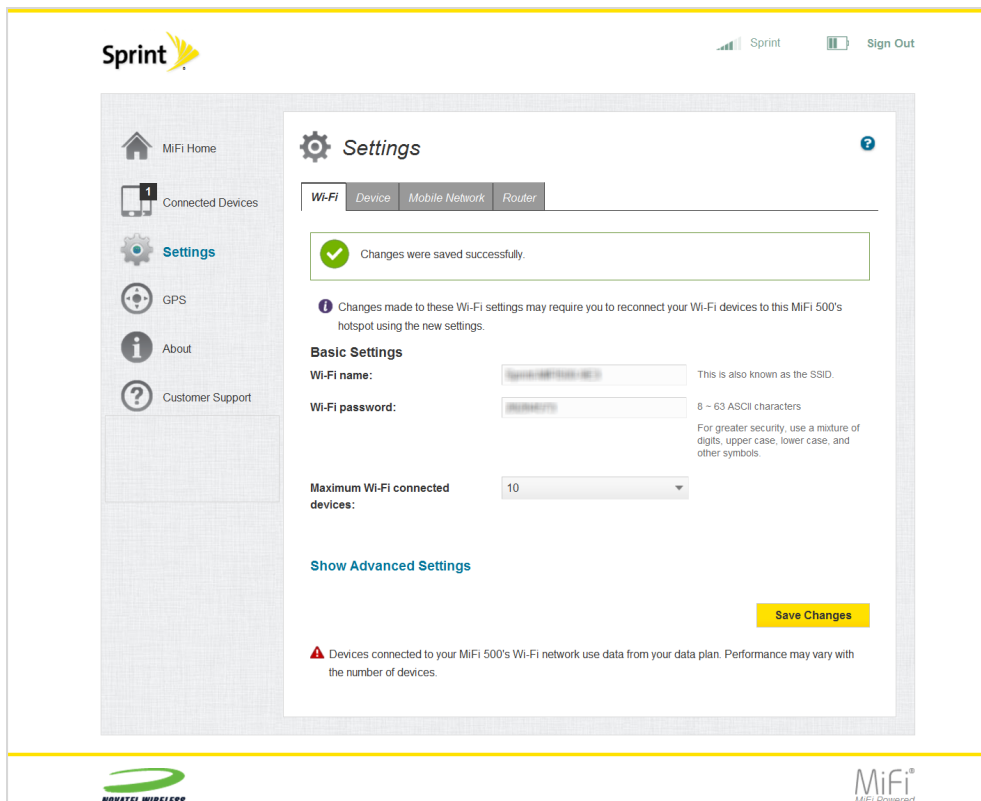 Sprint
Sprint
Sign Out
MiFi Home
1
Connected Devices
Settings
GPS
About
Customer Support
Settings
?
Wi-Fi
Device
Mobile Network
Router
Changes were saved successfully.
Changes made to these Wi-Fi settings may require you to reconnect your Wi-Fi devices to this MiFi 500's
hotspot using the new settings.
Basic Settings
Wi-Fi name:
This is also known as the SSID.
Wi-Fi password:
8 ~ 63 ASCII characters
For greater security, use a mixture of
digits, upper case, lower case, and
other symbols.
Maximum Wi-Fi connected
devices:
10
Show Advanced Settings
Save Changes
Devices connected to your MiFi 500's Wi-Fi network use data from your data plan. Performance may vary with
the number of devices.
NOVATEL WIRELESS
MiFi®
MiFi Powered